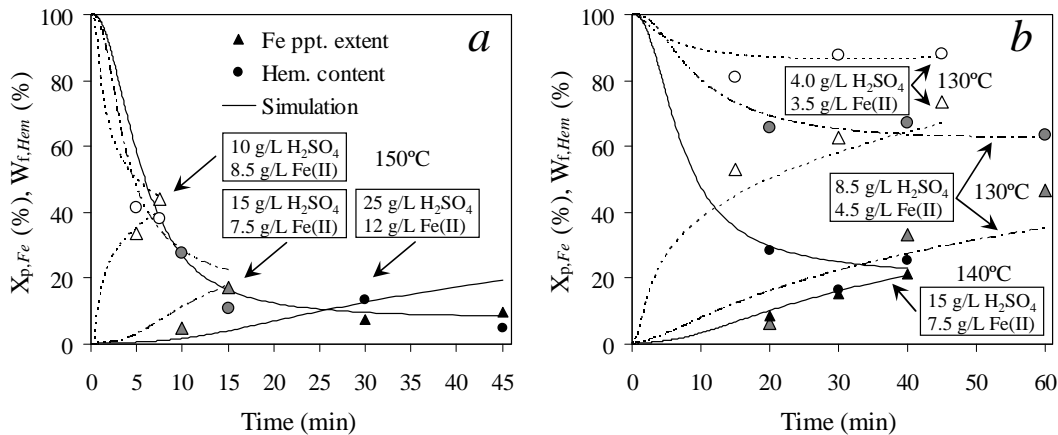 a
X_p,Fe (%), W_f,Hem (%)
100
80
60
40
20
0
▲ Fe ppt. extent
● Hem. content
Simulation
10 g/L H2SO4
8.5 g/L Fe(II)
150ºC
15 g/L H2SO4
7.5 g/L Fe(II)
25 g/L H2SO4
12 g/L Fe(II)
0 5 10 15 20 25 30 35 40 45
Time (min)
b
X_p,Fe (%), W_f,Hem (%)
100
80
60
40
20
0
4.0 g/L H2SO4
3.5 g/L Fe(II)
130ºC
8.5 g/L H2SO4
4.5 g/L Fe(II)
130ºC
140ºC
15 g/L H2SO4
7.5 g/L Fe(II)
0 10 20 30 40 50 60
Time (min)